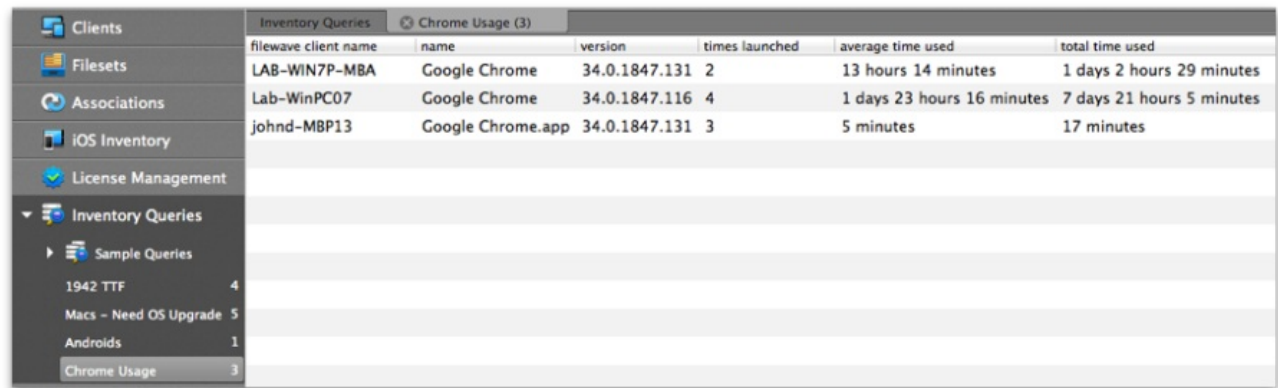 Clients
Filesets
Associations
iOS Inventory
License Management
Inventory Queries
Sample Queries
1942 TTF 4
Macs - Need OS Upgrade 5
Androids 1
Chrome Usage 3
Inventory Queries Chrome Usage (3)
filewave client name name version times launched average time used total time used
LAB-WIN7P-MBA Google Chrome 34.0.1847.131 2 13 hours 14 minutes 1 days 2 hours 29 minutes
Lab-WinPC07 Google Chrome 34.0.1847.116 4 1 days 23 hours 16 minutes 7 days 21 hours 5 minutes
johnd-MBP13 Google Chrome.app 34.0.1847.131 3 5 minutes 17 minutes